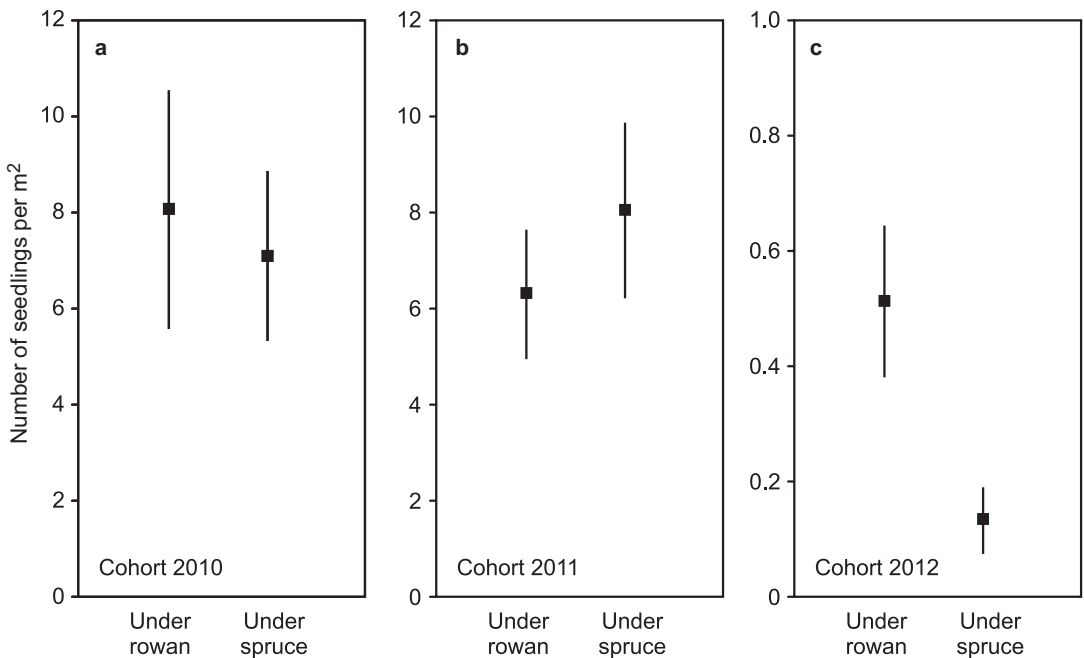 Number of seedlings per m²
a
12
10
8
6
4
2
0
Cohort 2010
Under
rowan
Under
spruce
b
12
10
8
6
4
2
0
Cohort 2011
Under
rowan
Under
spruce
c
1.0
0.8
0.6
0.4
0.2
0
Cohort 2012
Under
rowan
Under
spruce